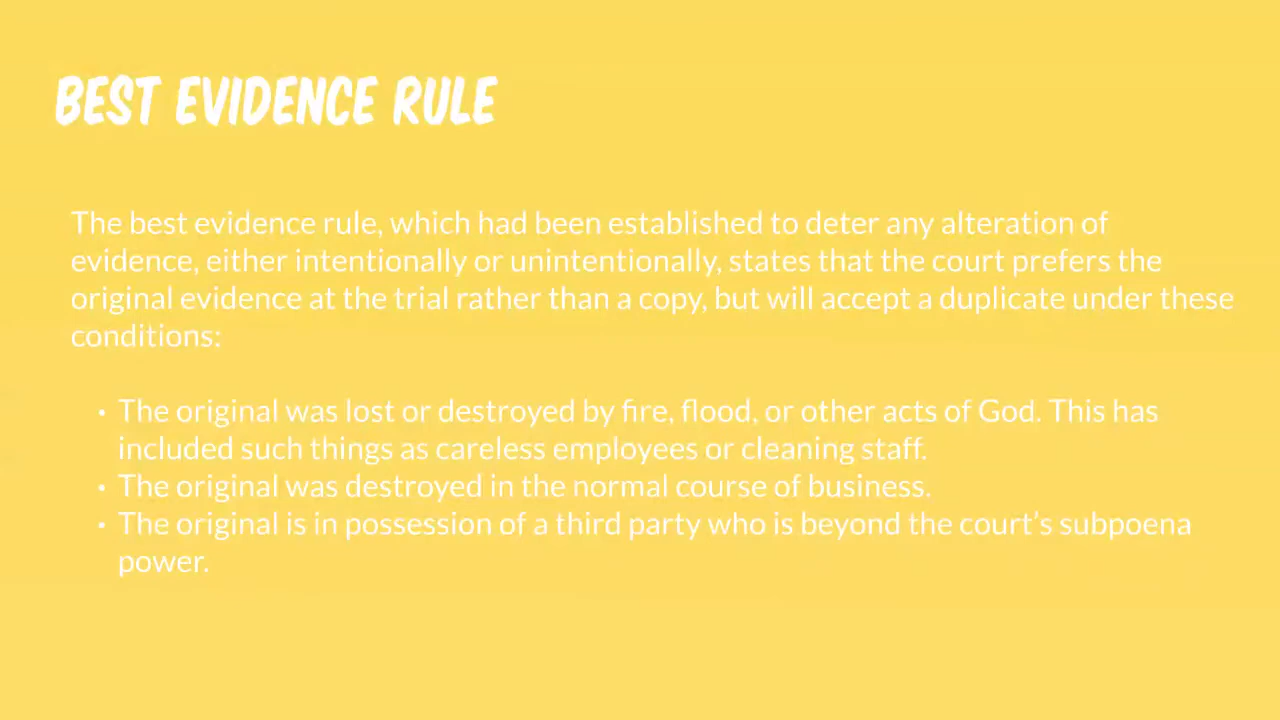 BEST EVIDENCE RULE
The best evidence rule, which had been established to deter any alteration of
evidence, either intentionally or unintentionally, states that the court prefers the
original evidence at the trial rather than a copy, but will accept a duplicate under these
conditions:
• The original was lost or destroyed by fire, flood, or other acts of God. This has
included such things as careless employees or cleaning staff.
• The original was destroyed in the normal course of business.
• The original is in possession of a third party who is beyond the court’s subpoena
power.